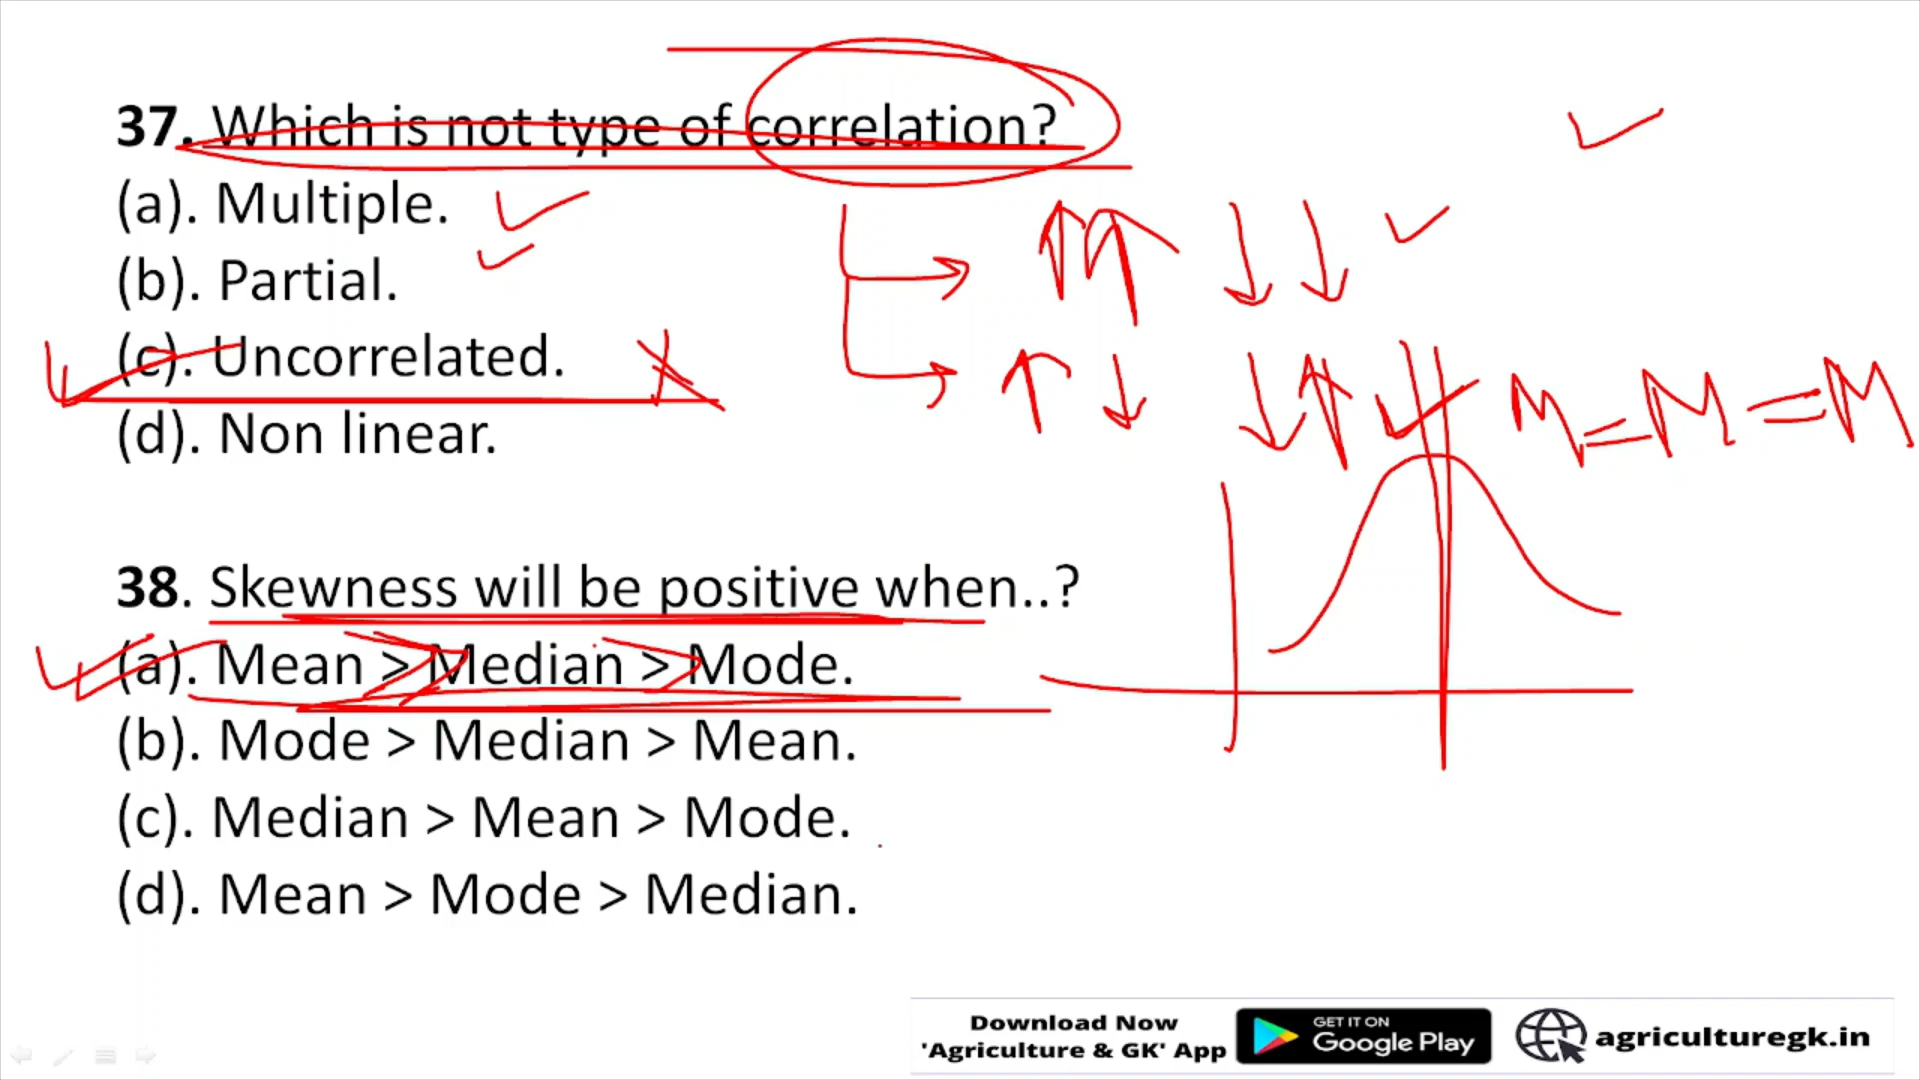 37. Which is not type of correlation?
(a). Multiple.
(b). Partial.
(c). Uncorrelated.
(d). Non linear.
M = M = M
38. Skewness will be positive when..?
(a). Mean > Median > Mode.
(b). Mode > Median > Mean.
(c). Median > Mean > Mode.
(d). Mean > Mode > Median.
Download Now
'Agriculture & GK' App
GET IT ON
Google Play
agriculturegk.in